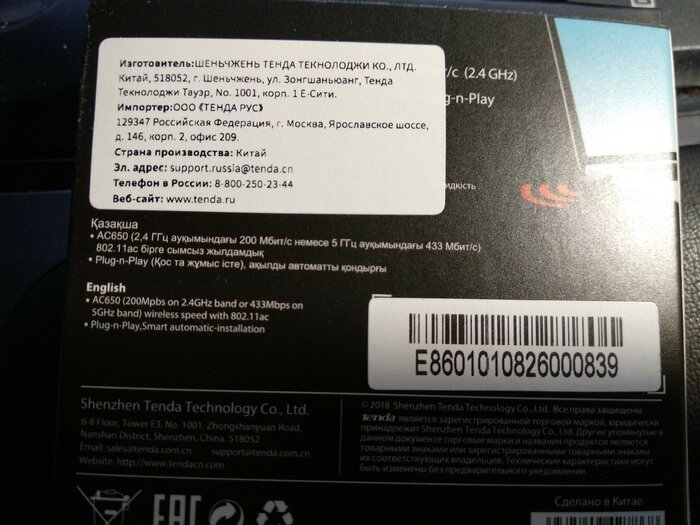 Изготовитель:ШЕНЬЧЖЕНЬ ТЕНДА ТЕКНОЛОДЖИ КО., ЛТД.
Китай, 518052, г. Шеньчжень, ул. Зонгшаньюанг, Тенда
Текнолоджи Тауэр, No. 1001, корп. 1 Е-Сити.
Импортер:ООО《ТЕНДА РУС》
129347 Российская Федерация, г. Москва, Ярославское шоссе,
д. 146, корп. 2, офис 209.
Страна производства: Китай
Эл. адрес: support.russia@tenda.cn
Телефон в России: 8-800-250-23-44
Веб-сайт: www.tenda.ru
/с (2.4 GHz)
g-n-Play
Қазақша
• AC650 (2,4 ГГц ауқымындағы 200 Мбит/с немесе 5 ГГц ауқымындағы 433 Мбит/с)
802.11ac бірге сымсыз жылдамдық
• Plug-n-Play (Қос та жұмыс істе), ақылды автоматты қондырғы
English
• AC650 (200Mpbs on 2.4GHz band or 433Mbps on
5GHz band) wireless speed with 802.11ac
• Plug-n-Play,Smart automatic-installation
E8601010826000839
Shenzhen Tenda Technology Co., Ltd.
6-8 Floor, Tower E3, No. 1001, Zhongshanyuan Road,
Nanshan District, Shenzhen, China. 518052
Email: sales@tenda.com.cn support@tenda.com.cn
Website: http://www.tendacn.com
© 2018 Shenzhen Tenda Technology Co., Ltd. Все права защищены.
Tenda является зарегистрированной торговой маркой, юридически
принадлежит Shenzhen Tenda Technology Co., Ltd. Другие упомянутые в
данном документе торговые марки и названия продуктов являются
товарными знаками или зарегистрированными товарными знаками
их соответствующих владельцев. Технические характеристики могут
быть изменены без предварительного уведомления.
EAC
Сделано в Китае